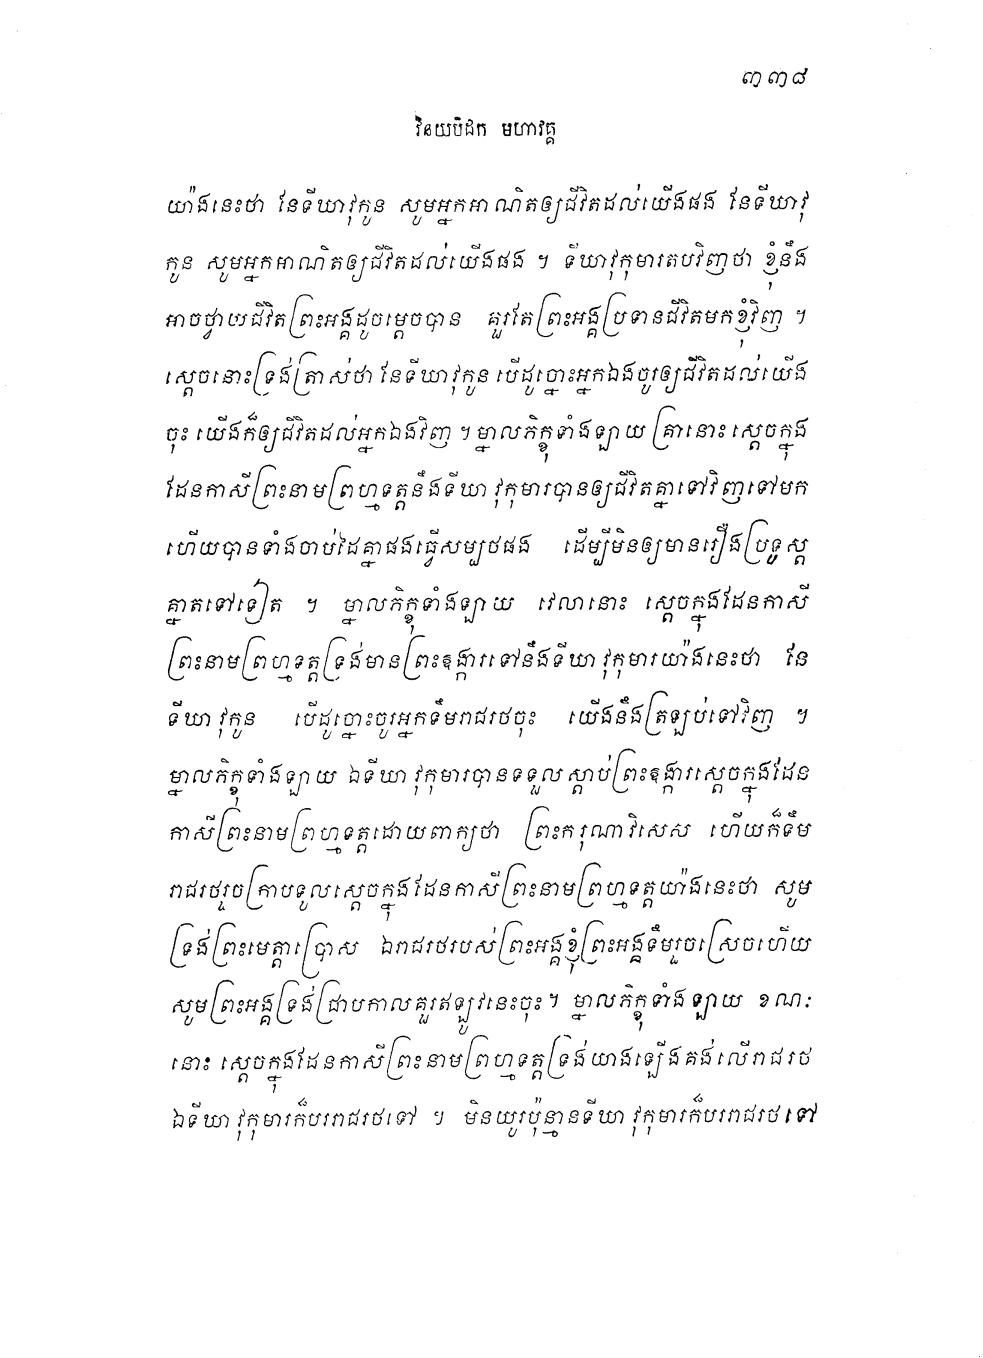 ៣៣៨
វិនយបិដក មហាវគ្គ
យ៉ាងនេះថា នែទីឃាវុកូន សូមអ្នកអាណិតឲ្យជីវិតដល់យើងផង នែទីឃាវុ
កូន សូមអ្នកអាណិតឲ្យជីវិតដល់យើងផង ។ ទីឃាវុកុមារតបវិញថា ខ្ញុំនឹង
អាចថ្វាយជីវិតព្រះអង្គដូចម្តេចបាន គួរតែព្រះអង្គប្រទានជីវិតមកខ្ញុំវិញ ។
ស្តេចនោះទ្រង់ត្រាស់ថា នែទីឃាវុកូន បើដូច្នោះអ្នកឯងចូរឲ្យជីវិតដល់យើង
ចុះ យើងក៏ឲ្យជីវិតដល់អ្នកឯងវិញ ។ ម្នាលភិក្ខុទាំងឡាយ គ្រានោះ ស្តេចក្នុង
ដែនកាសីព្រះនាមព្រហ្មទត្តនឹងទីឃាវុកុមារបានឲ្យជីវិតគ្នាទៅវិញទៅមក
ហើយបានទាំងចាប់ដៃគ្នាផងធ្វើសម្បថផង ដើម្បីមិនឲ្យមានរឿងប្រទូស្ត
គ្នាតទៅទៀត ។ ម្នាលភិក្ខុទាំងឡាយ វេលានោះ ស្តេចក្នុងដែនកាសី
ព្រះនាមព្រហ្មទត្តទ្រង់មានព្រះឧង្ការទៅនឹងទីឃាវុកុមារយ៉ាងនេះថា នែ
ទីឃាវុកូន បើដូច្នោះចូរអ្នកទឹមរាជរថចុះ យើងនឹងត្រឡប់ទៅវិញ ។
ម្នាលភិក្ខុទាំងឡាយ ឯទីឃាវុកុមារបានទទួលស្តាប់ព្រះឧង្ការស្តេចក្នុងដែន
កាសីព្រះនាមព្រហ្មទត្តដោយពាក្យថា ព្រះករុណាវិសេស ហើយក៏ទឹម
រាជរថរួចក្រាបទូលស្តេចក្នុងដែនកាសីព្រះនាមព្រហ្មទត្តយ៉ាងនេះថា សូម
ទ្រង់ព្រះមេត្តាប្រោស ឯរាជរថរបស់ព្រះអង្គខ្ញុំព្រះអង្គទឹមរួចស្រេចហើយ
សូមព្រះអង្គទ្រង់ជ្រាបកាលគួរឥឡូវនេះចុះ ។ ម្នាលភិក្ខុទាំងឡាយ ខណៈ
នោះ ស្តេចក្នុងដែនកាសីព្រះនាមព្រហ្មទត្តទ្រង់យាងឡើងគង់លើរាជរថ
ឯទីឃាវុកុមារក៏បររាជរថទៅ ។ មិនយូរប៉ុន្មានទីឃាវុកុមារក៏បររាជរថទៅ